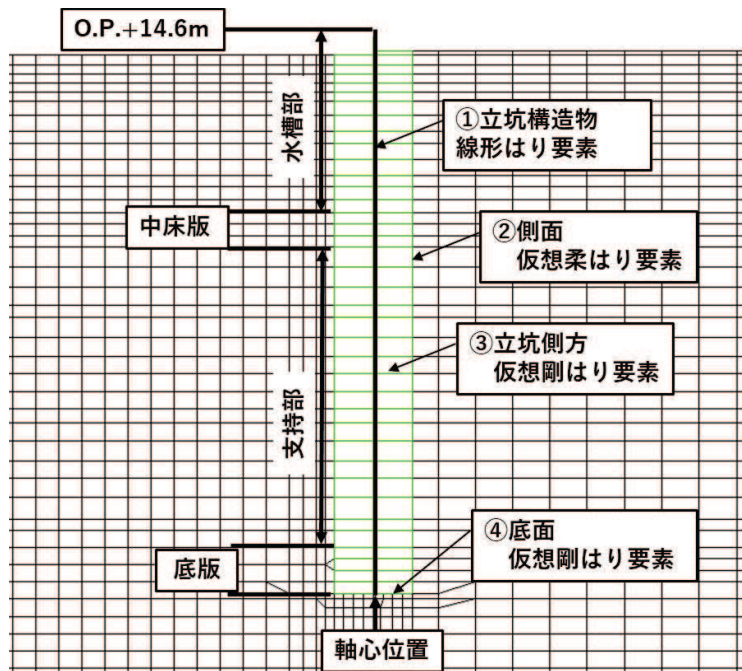 O.P.+14.6m
水槽部
①立坑構造物
線形はり要素
中床版
②側面
仮想柔はり要素
③立坑側方
仮想剛はり要素
支持部
④底面
仮想剛はり要素
底版
軸心位置